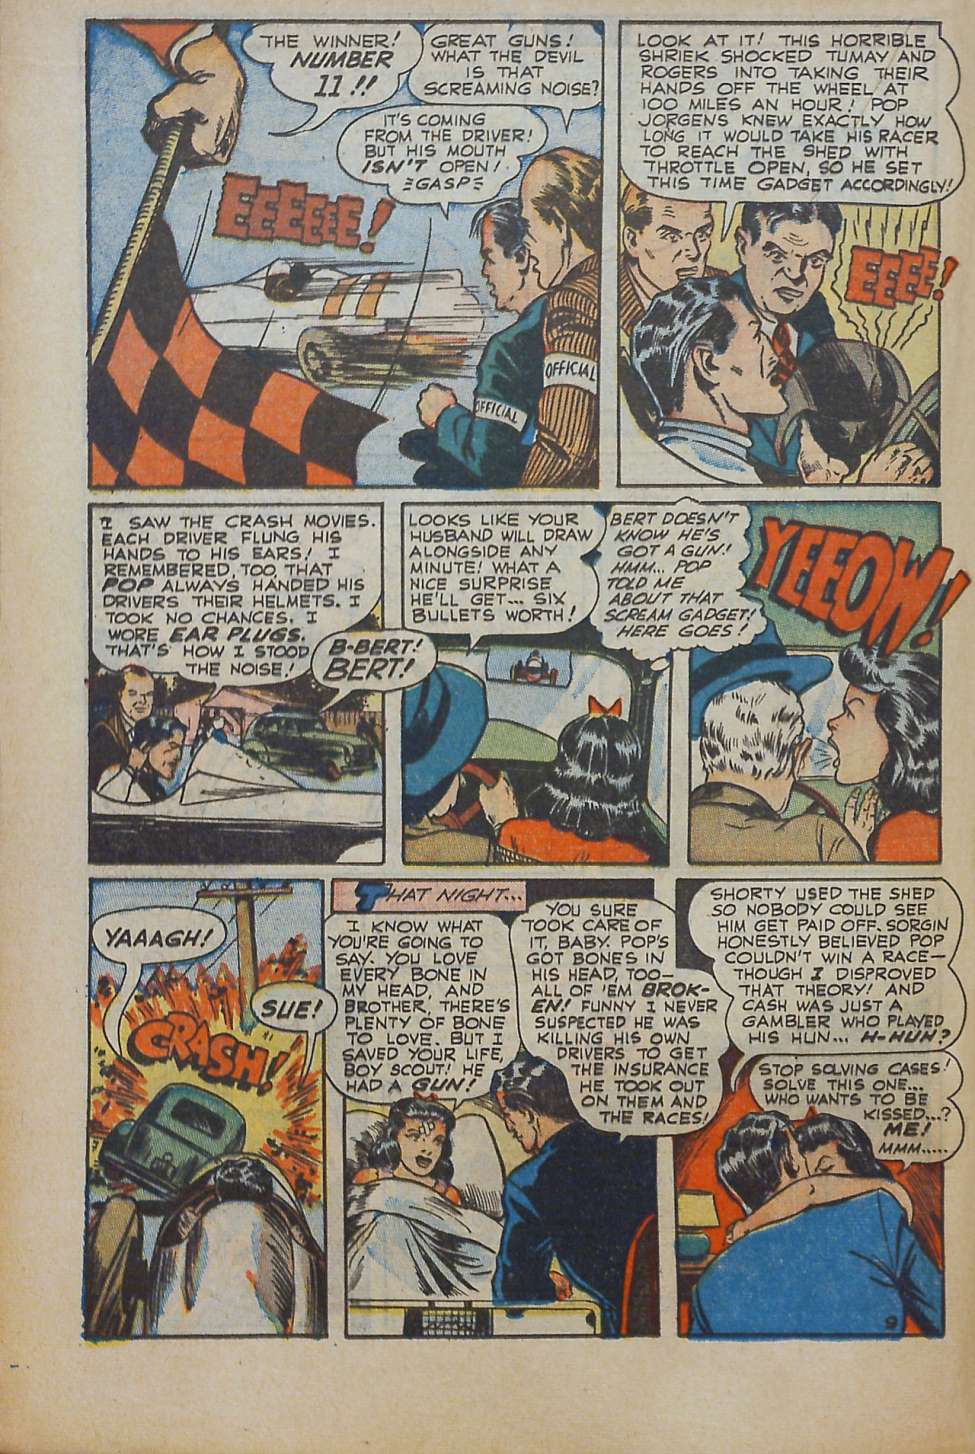 THE WINNER!
NUMBER
11!!
GREAT GUNS!
WHAT THE DEVIL
IS THAT
SCREAMING NOISE?
IT'S COMING
FROM THE DRIVER!
BUT HIS MOUTH
ISN'T OPEN!
GASP
EEEEEEE!
OFFICIAL
OFFICIAL
LOOK AT IT! THIS HORRIBLE
SHRIEK SHOCKED TUMAY AND
ROGERS INTO TAKING THEIR
HANDS OFF THE WHEEL AT
100 MILES AN HOUR! POP
JORGENS KNEW EXACTLY HOW
LONG IT WOULD TAKE HIS RACER
TO REACH THE SHED WITH
THROTTLE OPEN, SO HE SET
THIS TIME GADGET ACCORDINGLY!
EEEE!
I SAW THE CRASH MOVIES.
EACH DRIVER FLUNG HIS
HANDS TO HIS EARS! I
REMEMBERED, TOO, THAT
POP ALWAYS HANDED HIS
DRIVERS THEIR HELMETS. I
TOOK NO CHANCES. I
WORE EAR PLUGS.
THAT'S HOW I STOOD
THE NOISE!
B-BERT!
BERT!
LOOKS LIKE YOUR
HUSBAND WILL DRAW
ALONGSIDE ANY
MINUTE! WHAT A
NICE SURPRISE
HE'LL GET... SIX
BULLETS WORTH!
BERT DOESN'T
KNOW HE'S
GOT A GUN!
HMM... POP
TOLD ME
ABOUT THAT
SCREAM GADGET!
HERE GOES!
YEEOW!
YAAAGH!
SUE!
CRASH!
THAT NIGHT...
I KNOW WHAT
YOU'RE GOING TO
SAY. YOU LOVE
EVERY BONE IN
MY HEAD, AND
BROTHER, THERE'S
PLENTY OF BONE
TO LOVE. BUT I
SAVED YOUR LIFE,
BOY SCOUT! HE
HAD A GUN!
YOU SURE
TOOK CARE OF
IT, BABY. POP'S
GOT BONES IN
HIS HEAD, TOO—
ALL OF 'EM BROK-
EN! FUNNY I NEVER
SUSPECTED HE WAS
KILLING HIS OWN
DRIVERS TO GET
THE INSURANCE
HE TOOK OUT
ON THEM AND
THE RACES!
SHORTY USED THE SHED
SO NOBODY COULD SEE
HIM GET PAID OFF. SORGIN
HONESTLY BELIEVED POP
COULDN'T WIN A RACE—
THOUGH I DISPROVED
THAT THEORY! AND
CASH WAS JUST A
GAMBLER WHO PLAYED
HIS HUN... H-HUH?
STOP SOLVING CASES!
SOLVE THIS ONE...
WHO WANTS TO BE
KISSED...?
ME!
MMM.....
9